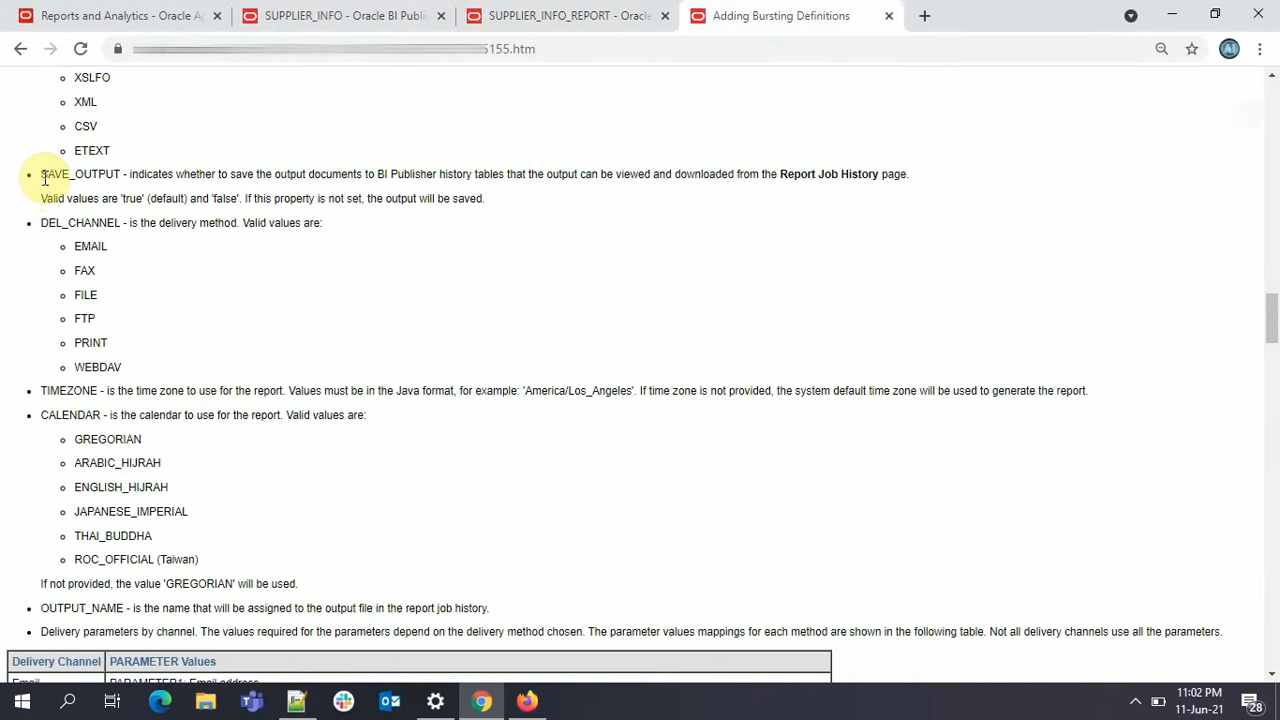 Reports and Analytics - Oracle Ap
SUPPLIER_INFO - Oracle BI Publi
SUPPLIER_INFO_REPORT - Oracle
Adding Bursting Definitions
5155.htm
XSLFO
XML
CSV
ETEXT
SAVE_OUTPUT - indicates whether to save the output documents to BI Publisher history tables that the output can be viewed and downloaded from the Report Job History page.
Valid values are 'true' (default) and 'false'. If this property is not set, the output will be saved.
DEL_CHANNEL - is the delivery method. Valid values are:
EMAIL
FAX
FILE
FTP
PRINT
WEBDAV
TIMEZONE - is the time zone to use for the report. Values must be in the Java format, for example: 'America/Los_Angeles'. If time zone is not provided, the system default time zone will be used to generate the report.
CALENDAR - is the calendar to use for the report. Valid values are:
GREGORIAN
ARABIC_HIJRAH
ENGLISH_HIJRAH
JAPANESE_IMPERIAL
THAI_BUDDHA
ROC_OFFICIAL (Taiwan)
If not provided, the value 'GREGORIAN' will be used.
OUTPUT_NAME - is the name that will be assigned to the output file in the report job history.
Delivery parameters by channel. The values required for the parameters depend on the delivery method chosen. The parameter values mappings for each method are shown in the following table. Not all delivery channels use all the parameters.
Delivery Channel PARAMETER Values
Email PARAMETER1: Email address
11:02 PM
11-Jun-21
28